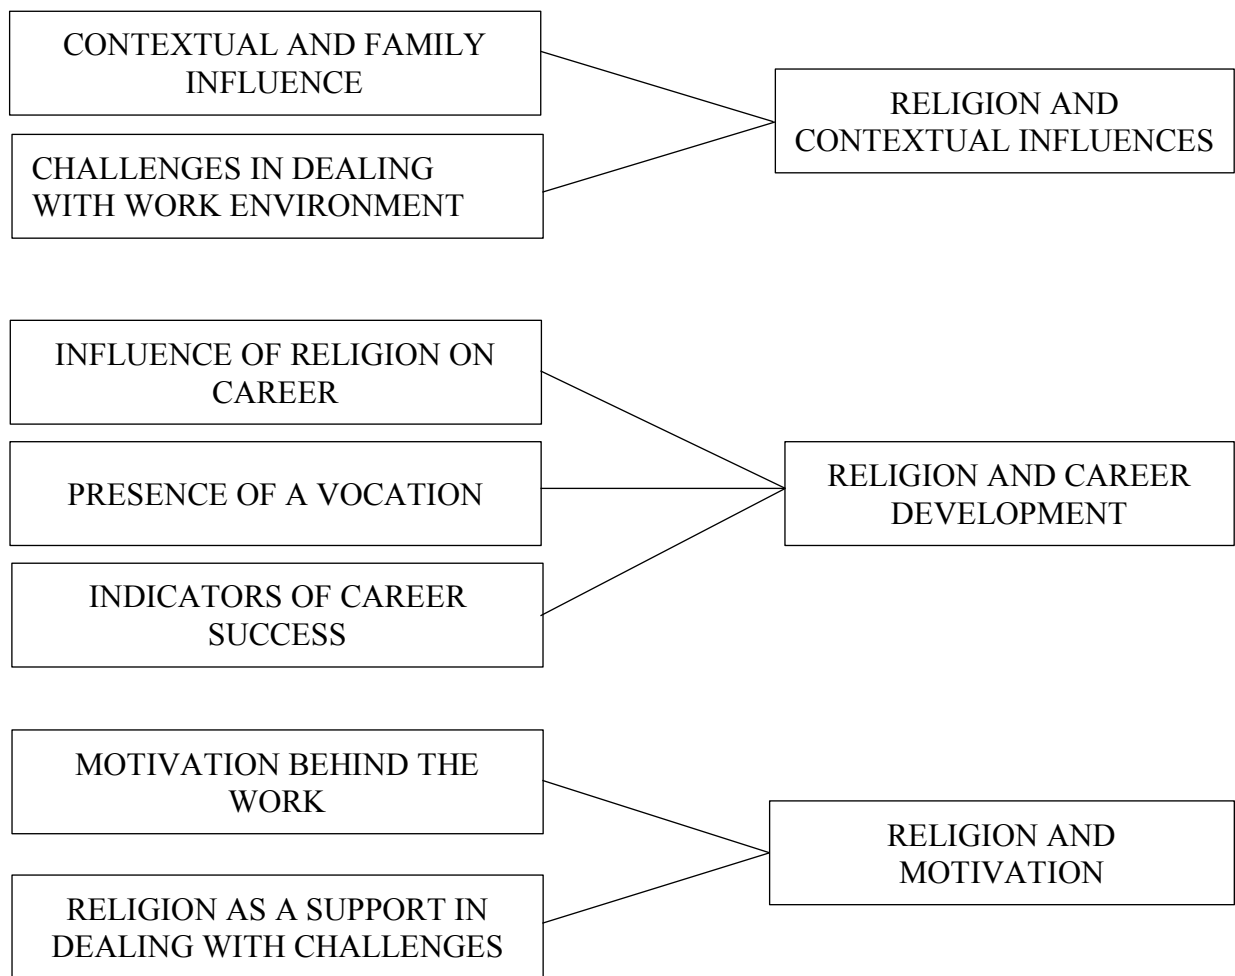 CONTEXTUAL AND FAMILY
INFLUENCE
RELIGION AND
CONTEXTUAL INFLUENCES
CHALLENGES IN DEALING
WITH WORK ENVIRONMENT
INFLUENCE OF RELIGION ON
CAREER
PRESENCE OF A VOCATION
RELIGION AND CAREER
DEVELOPMENT
INDICATORS OF CAREER
SUCCESS
MOTIVATION BEHIND THE
WORK
RELIGION AND
MOTIVATION
RELIGION AS A SUPPORT IN
DEALING WITH CHALLENGES